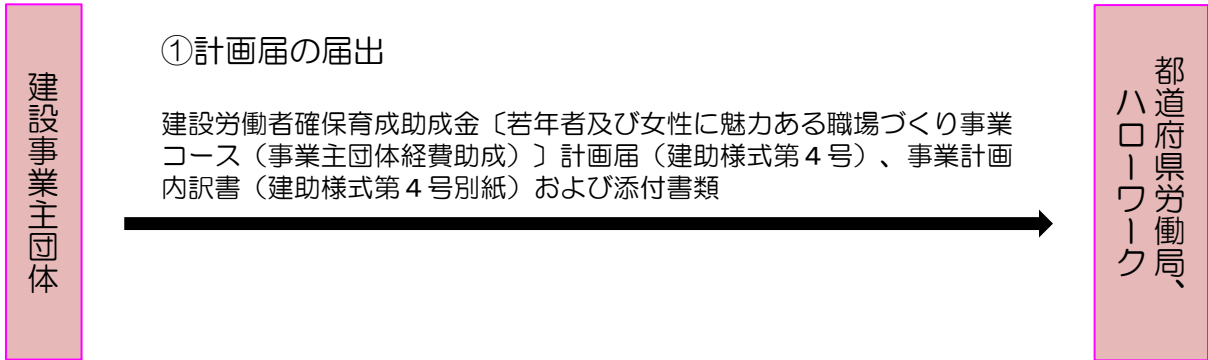 建設事業主団体
①計画届の届出
建設労働者確保育成助成金〔若年者及び女性に魅力ある職場づくり事業
コース（事業主団体経費助成）〕計画届（建助様式第４号）、事業計画
内訳書（建助様式第４号別紙）および添付書類
都道府県労働局、
ハローワーク